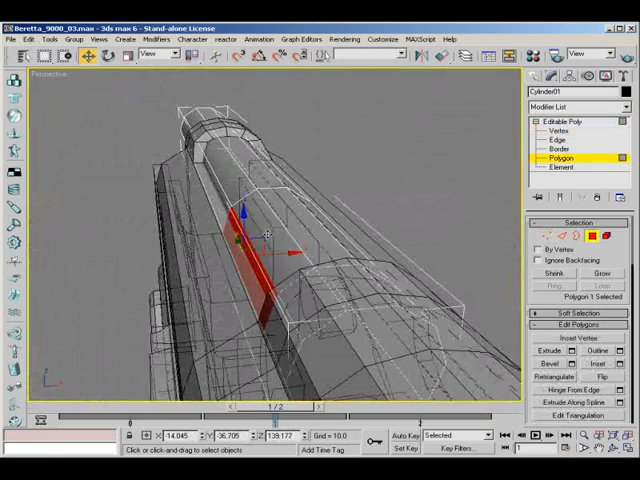 Beretta_9000_03.max - 3ds max 6 - Stand-alone License
File Edit Tools Group Views Create Modifiers Character reactor Animation Graph Editors Rendering Customize MAXScript Help
View View
Perspective
Cylinder01
Modifier List
Editable Poly
Vertex
Edge
Border
Polygon
Element
Selection
By Vertex
Ignore Backfacing
Shrink Grow
Ring Loop
Polygon 1 Selected
Soft Selection
Edit Polygons
Insert Vertex
Extrude Outline
Bevel Inset
Retriangulate Flip
Hinge From Edge
Extrude Along Spline
Edit Triangulation
1 / 2
0 1 2
X: -14.045 Y: -36.705 Z: 139.177 Grid = 10.0
Auto Key Selected
Click or click-and-drag to select objects Add Time Tag Set Key Key Filters... 1